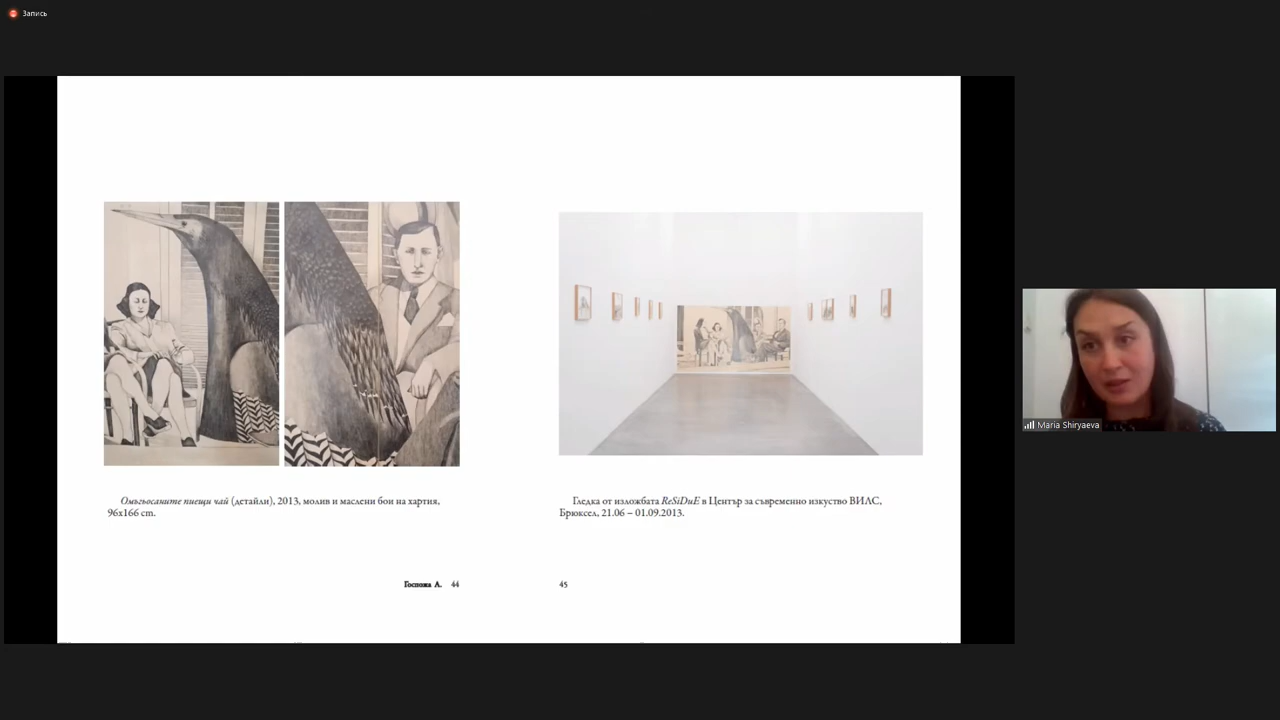 Запись
Омъгьосаните пиещи чай (детайли), 2013, молив и маслени бои на хартия,
96x166 cm.
Гледка от изложбата ReSiDuE в Център за съвременно изкуство ВИЛС,
Брюксел, 21.06 – 01.09.2013.
Госпожа А. 44
45
Maria Shiryaeva